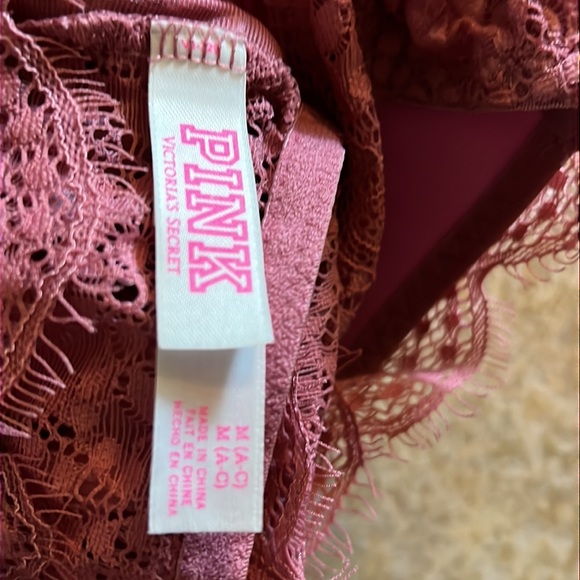 PINK
VICTORIA'S SECRET
M (A-C)
M (A-C)
MADE IN CHINA
FAIT EN CHINE
HECHO EN CHINA